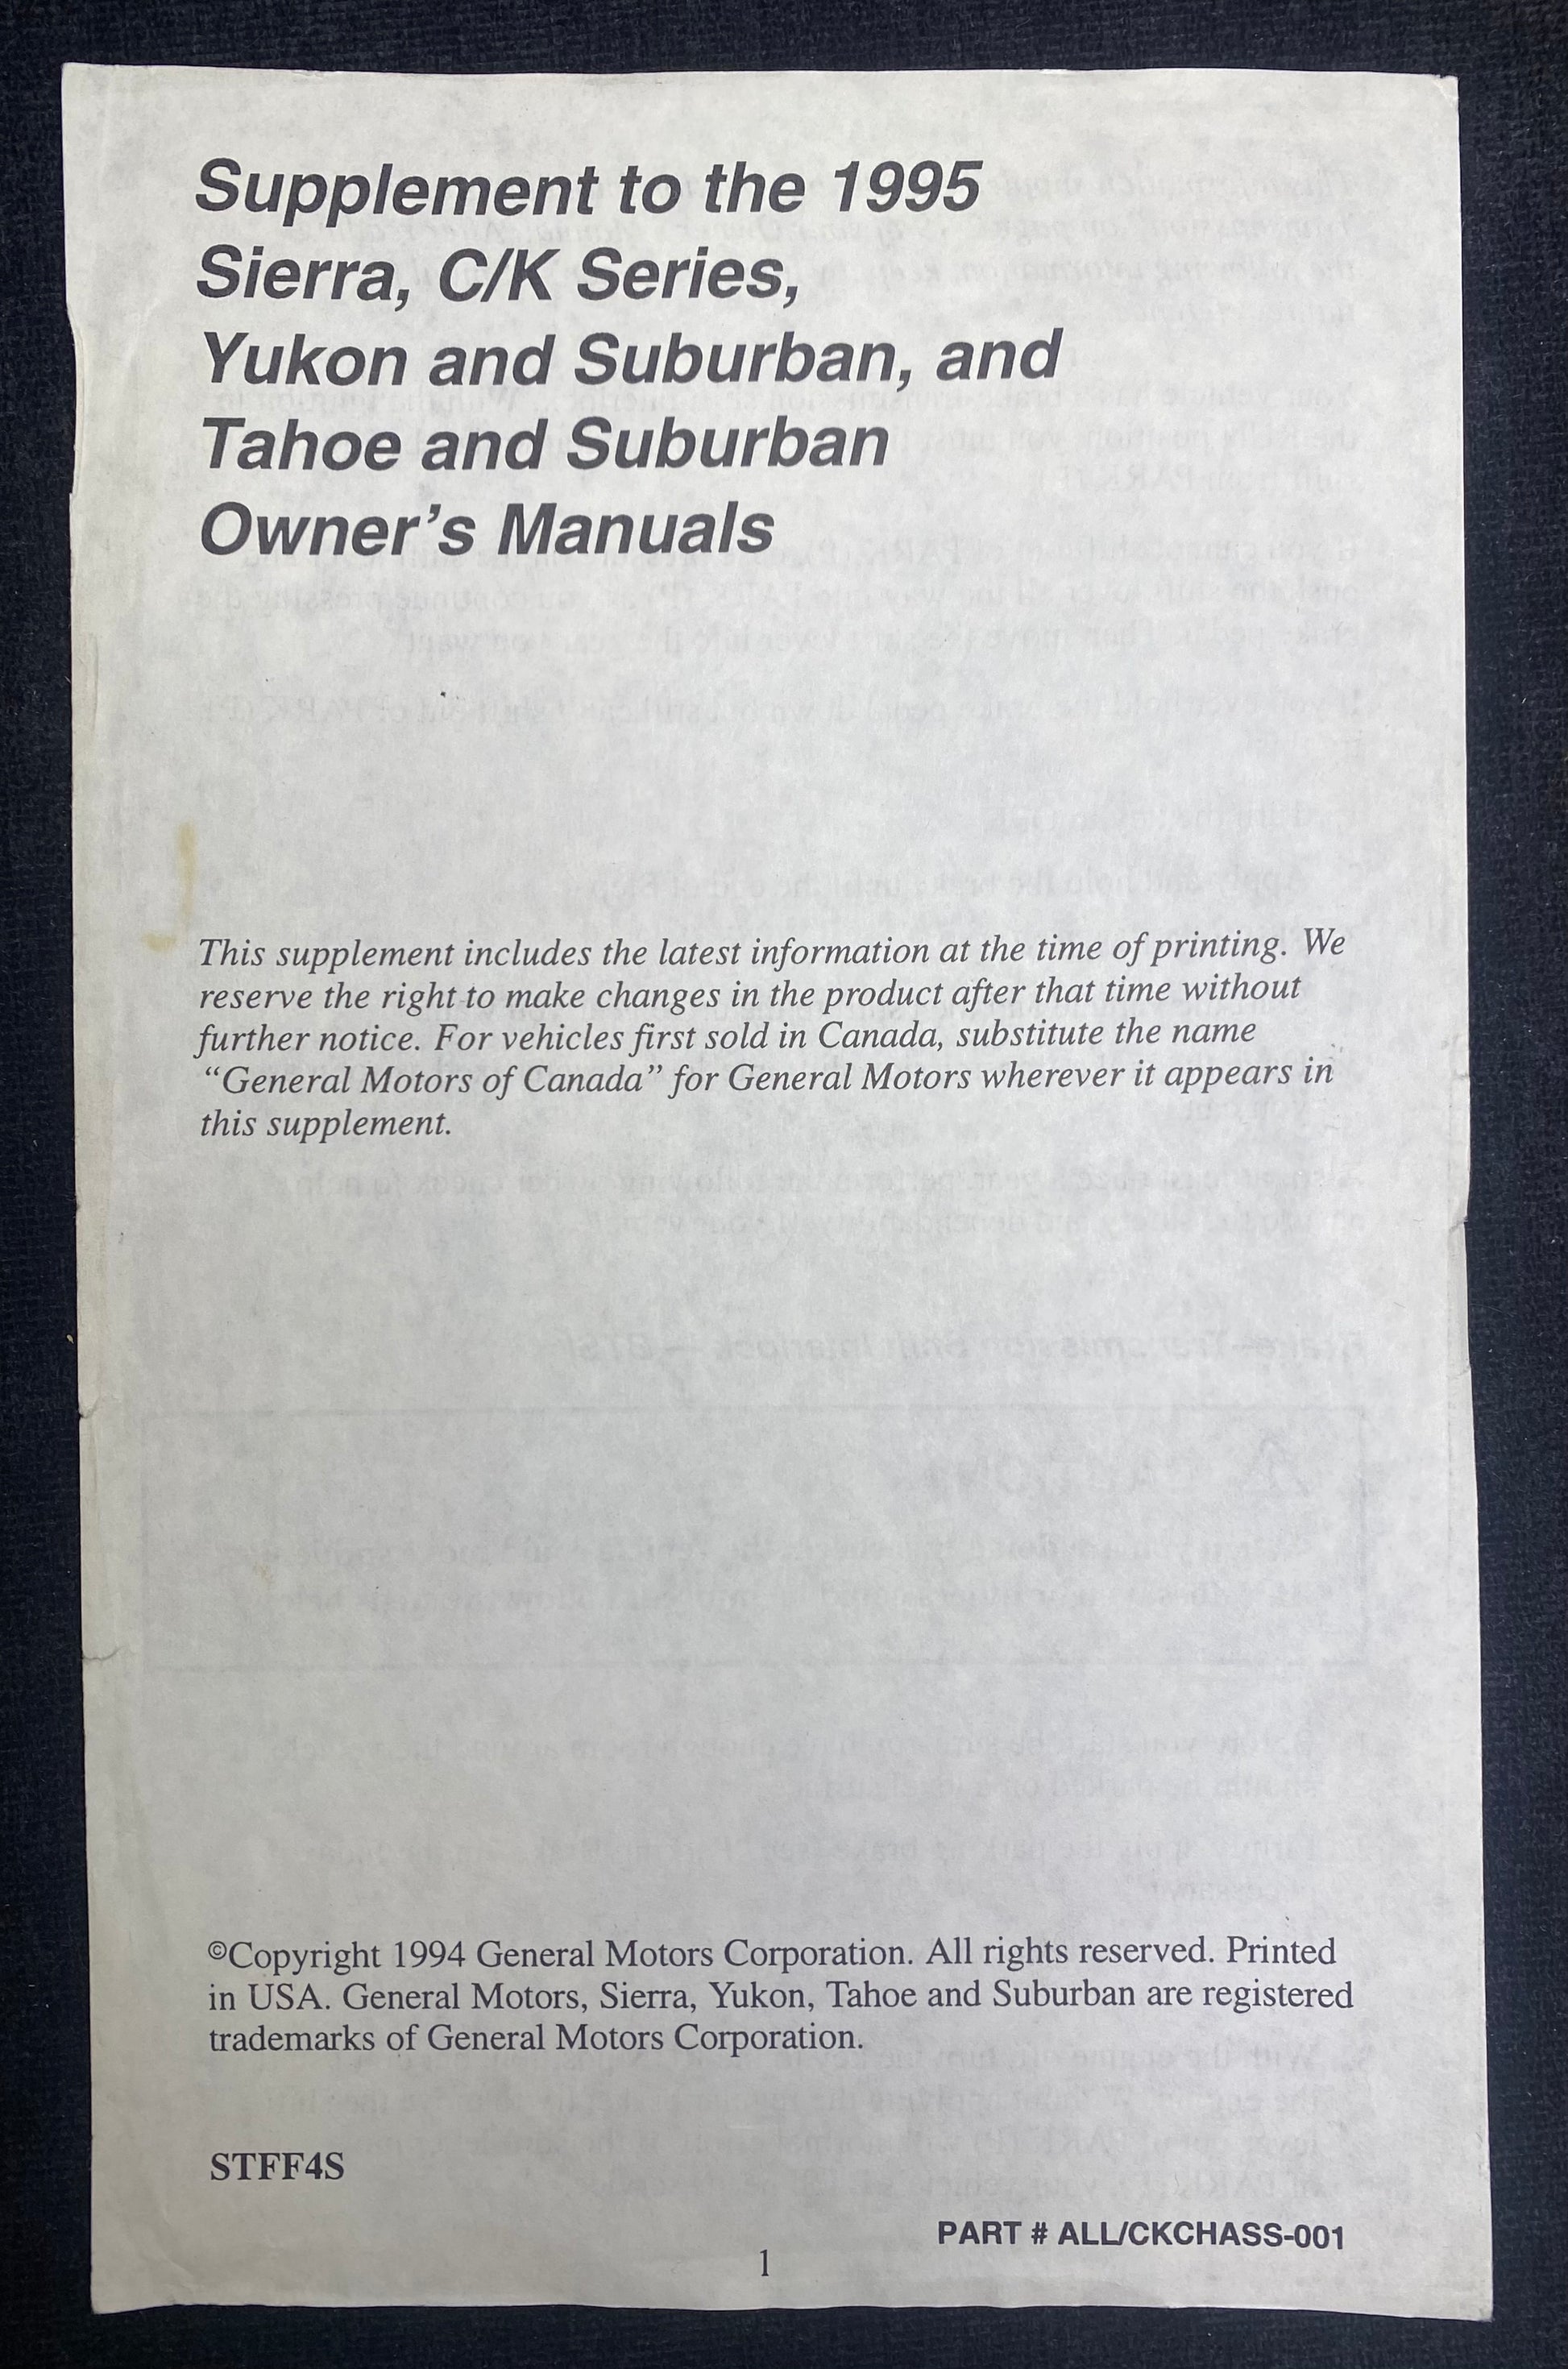 Supplement to the 1995
Sierra, C/K Series,
Yukon and Suburban, and
Tahoe and Suburban
Owner’s Manuals
This supplement includes the latest information at the time of printing. We
reserve the right to make changes in the product after that time without
further notice. For vehicles first sold in Canada, substitute the name
“General Motors of Canada” for General Motors wherever it appears in
this supplement.
©Copyright 1994 General Motors Corporation. All rights reserved. Printed
in USA. General Motors, Sierra, Yukon, Tahoe and Suburban are registered
trademarks of General Motors Corporation.
STFF4S
PART # ALL/CKCHASS-001
1